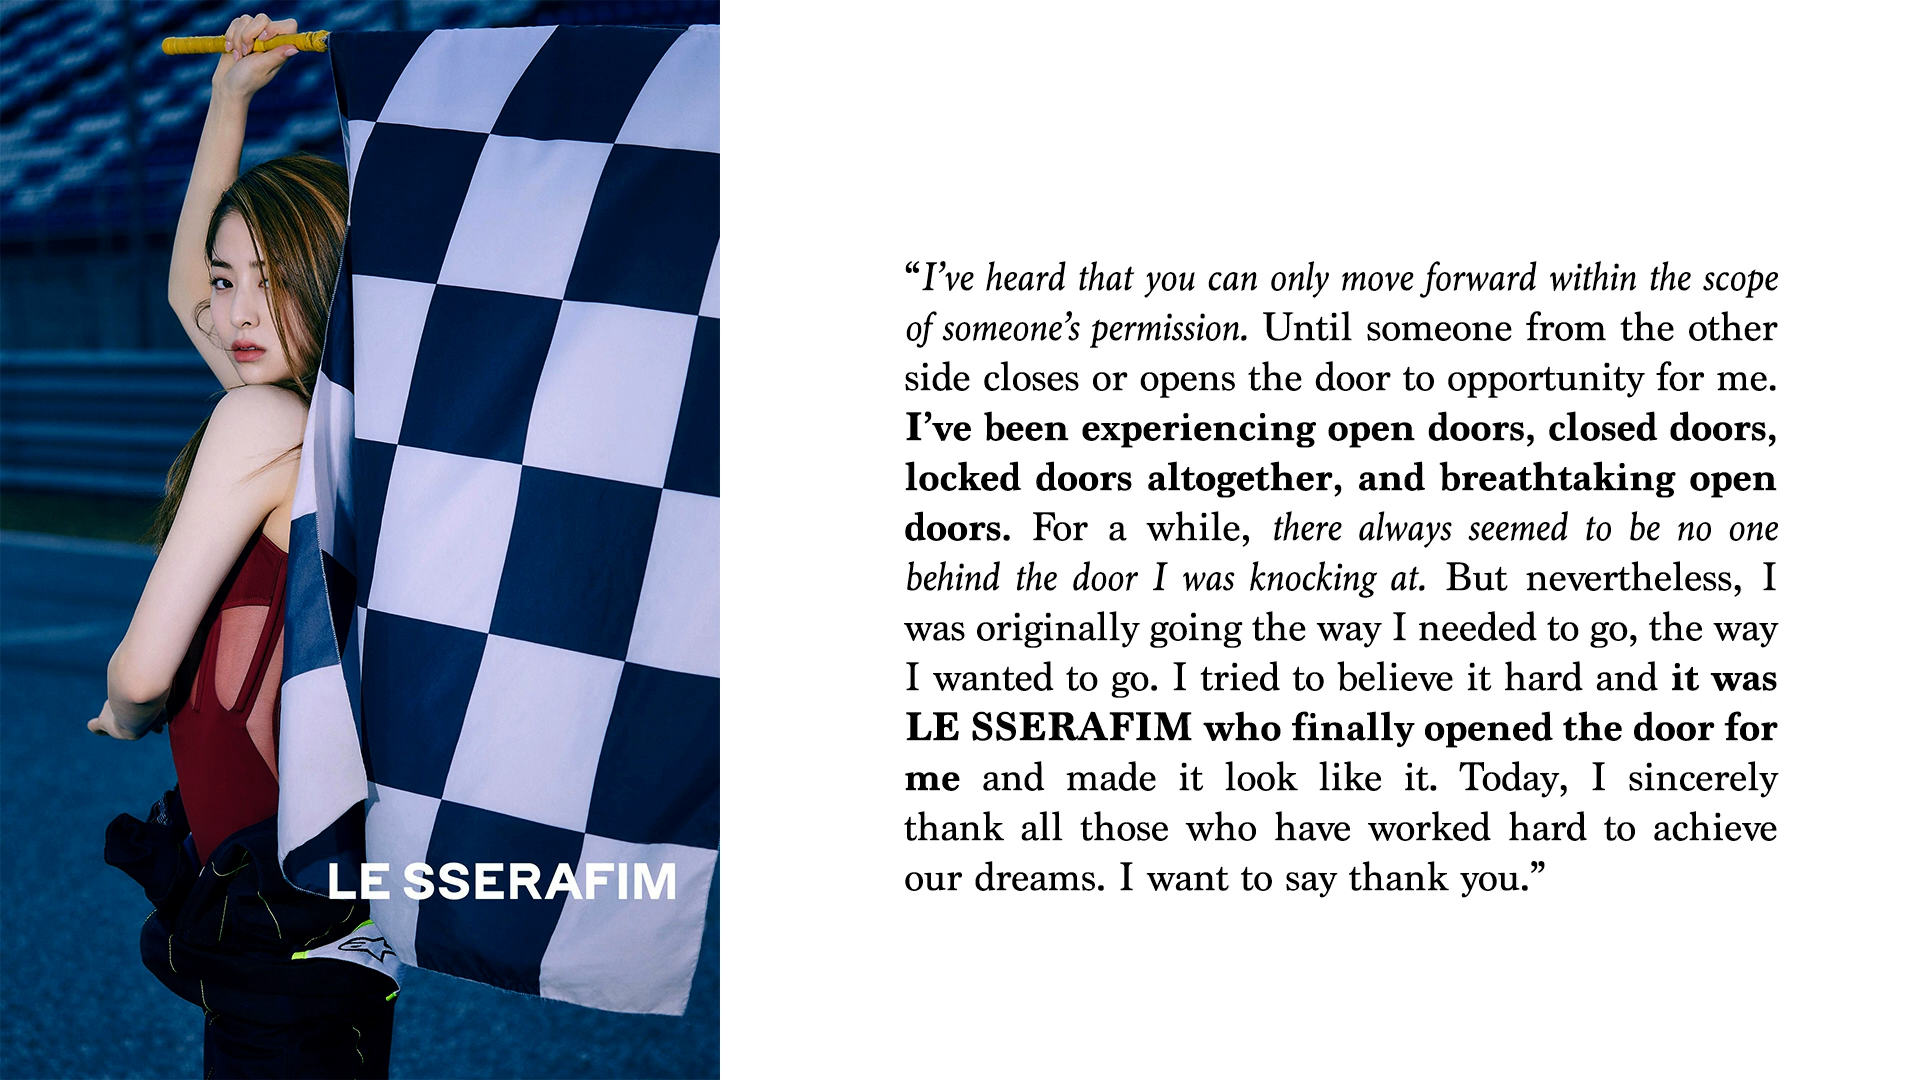 LE SSERAFIM
“I’ve heard that you can only move forward within the scope
of someone’s permission. Until someone from the other
side closes or opens the door to opportunity for me.
I’ve been experiencing open doors, closed doors,
locked doors altogether, and breathtaking open
doors. For a while, there always seemed to be no one
behind the door I was knocking at. But nevertheless, I
was originally going the way I needed to go, the way
I wanted to go. I tried to believe it hard and it was
LE SSERAFIM who finally opened the door for
me and made it look like it. Today, I sincerely
thank all those who have worked hard to achieve
our dreams. I want to say thank you.”